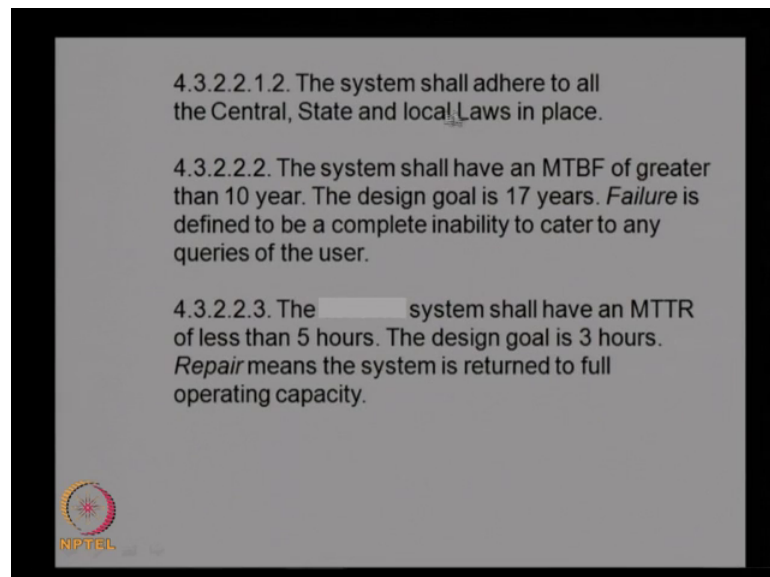 4.3.2.2.1.2. The system shall adhere to all
the Central, State and local Laws in place.
4.3.2.2.2. The system shall have an MTBF of greater
than 10 year. The design goal is 17 years. Failure is
defined to be a complete inability to cater to any
queries of the user.
4.3.2.2.3. The system shall have an MTTR
of less than 5 hours. The design goal is 3 hours.
Repair means the system is returned to full
operating capacity.
NPTEL